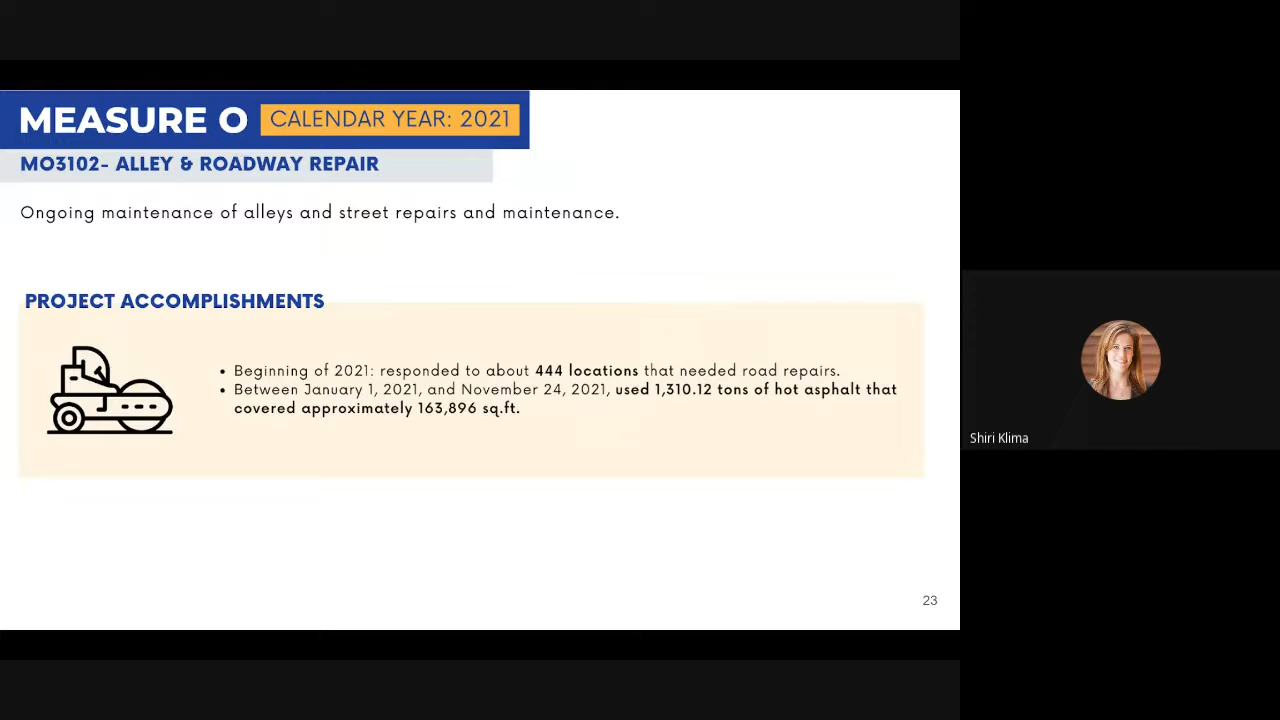 MEASURE O CALENDAR YEAR: 2021
MO3102- ALLEY & ROADWAY REPAIR
Ongoing maintenance of alleys and street repairs and maintenance.
PROJECT ACCOMPLISHMENTS
• Beginning of 2021: responded to about 444 locations that needed road repairs.
• Between January 1, 2021, and November 24, 2021, used 1,310.12 tons of hot asphalt that
covered approximately 163,896 sq.ft.
Shiri Klima
23